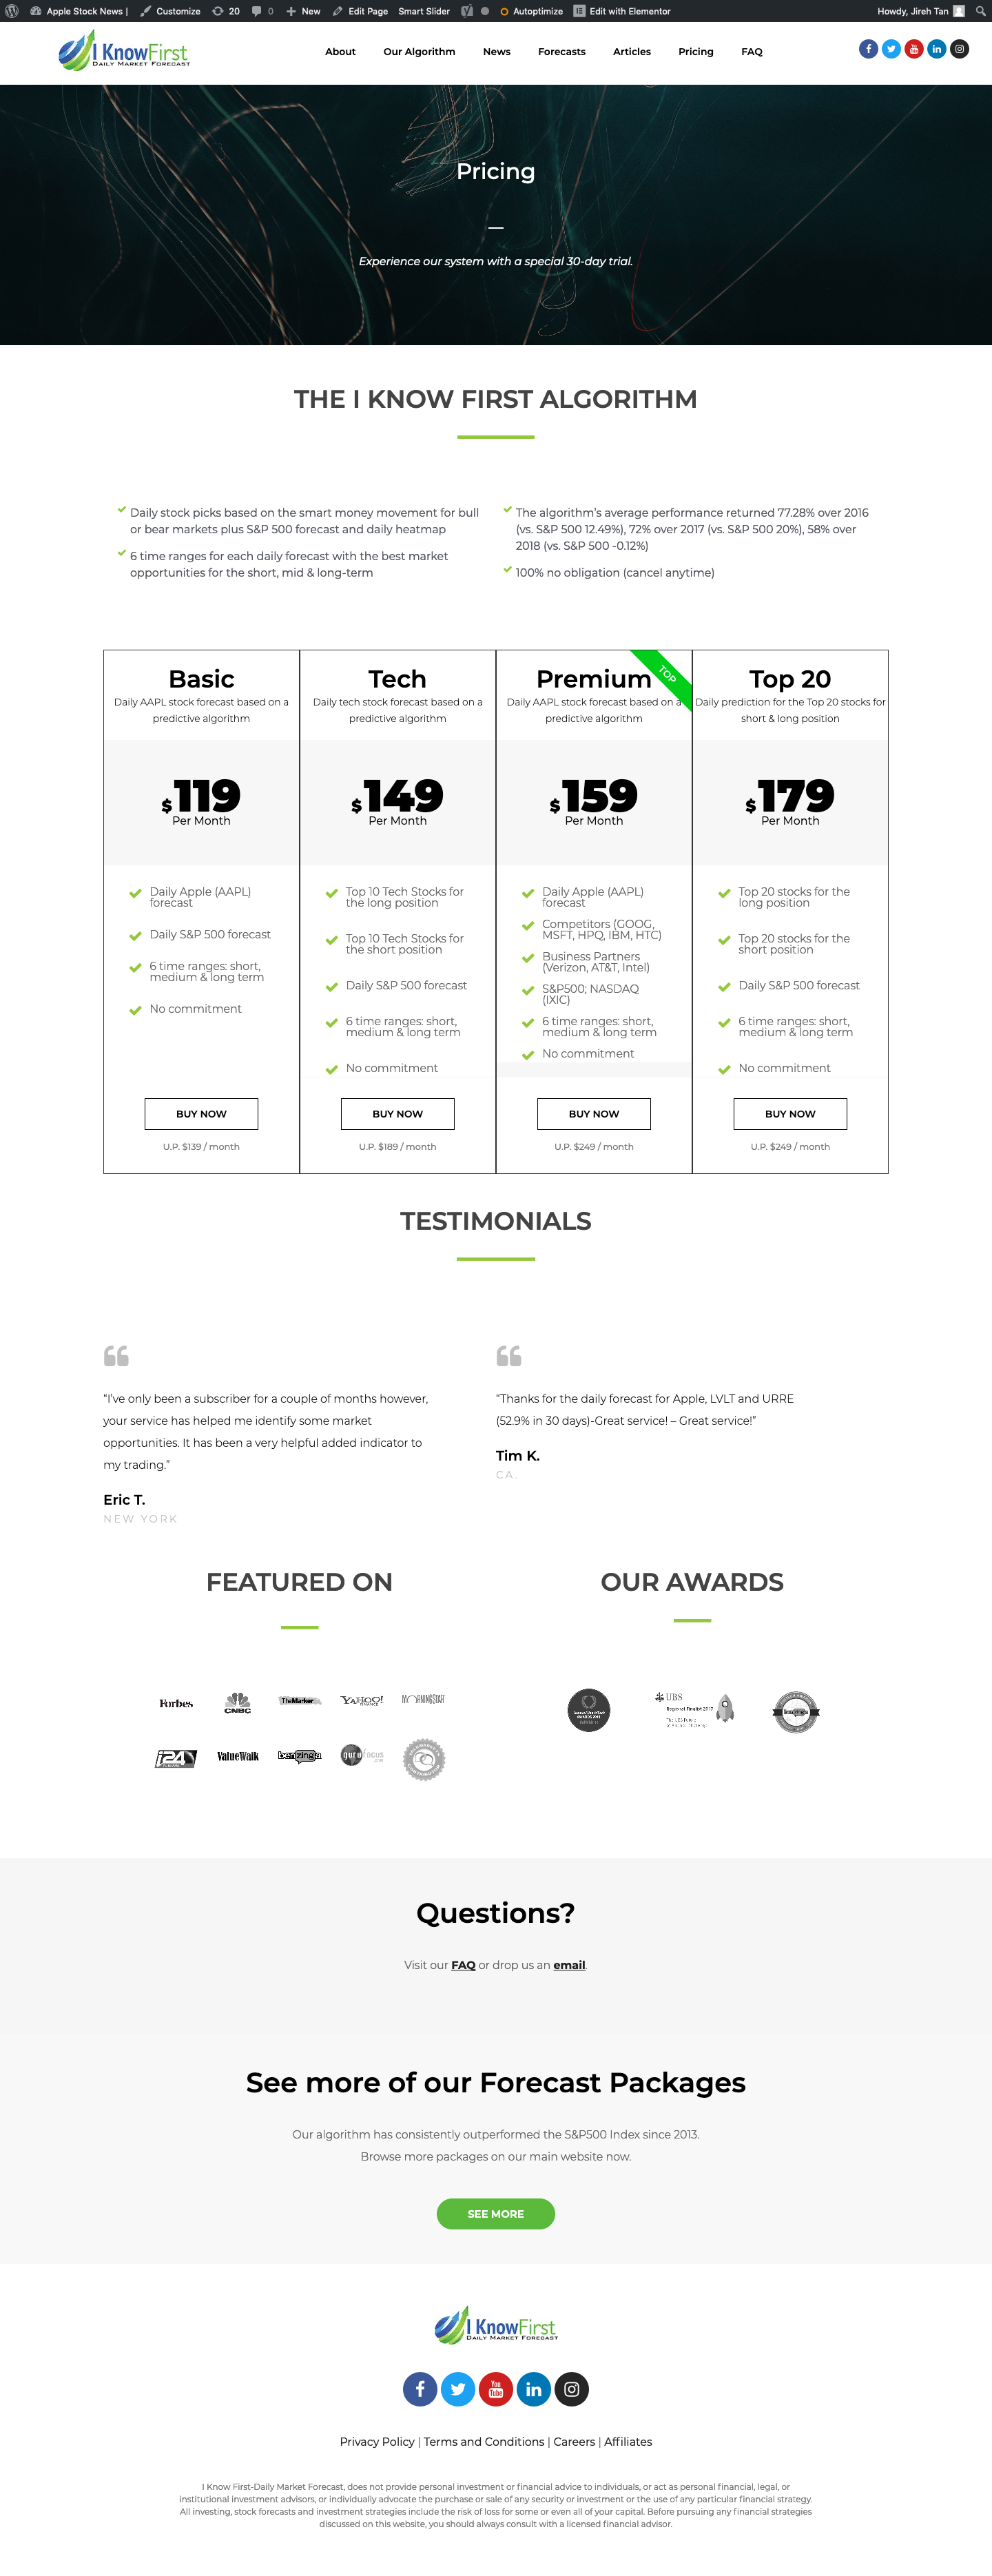 Apple Stock News |
Customize
20
0
New
Edit Page
Smart Slider
Autoptimize
Edit with Elementor
Howdy, Jireh Tan
I KnowFirst
DAILY MARKET FORECAST
About
Our Algorithm
News
Forecasts
Articles
Pricing
FAQ
Pricing
Experience our system with a special 30-day trial.
THE I KNOW FIRST ALGORITHM
Daily stock picks based on the smart money movement for bull
or bear markets plus S&P 500 forecast and daily heatmap
6 time ranges for each daily forecast with the best market
opportunities for the short, mid & long-term
The algorithm's average performance returned 77.28% over 2016
(vs. S&P 500 12.49%), 72% over 2017 (vs. S&P 500 20%), 58% over
2018 (vs. S&P 500 -0.12%)
100% no obligation (cancel anytime)
Basic
Daily AAPL stock forecast based on a
predictive algorithm
$119
Per Month
Daily Apple (AAPL)
forecast
Daily S&P 500 forecast
6 time ranges: short,
medium & long term
No commitment
BUY NOW
U.P. $139 / month
Tech
Daily tech stock forecast based on a
predictive algorithm
$149
Per Month
Top 10 Tech Stocks for
the long position
Top 10 Tech Stocks for
the short position
Daily S&P 500 forecast
6 time ranges: short,
medium & long term
No commitment
BUY NOW
U.P. $189 / month
Premium
TOP
Daily AAPL stock forecast based on a
predictive algorithm
$159
Per Month
Daily Apple (AAPL)
forecast
Competitors (GOOG,
MSFT, HPQ, IBM, HTC)
Business Partners
(Verizon, AT&T, Intel)
S&P500; NASDAQ
(IXIC)
6 time ranges: short,
medium & long term
No commitment
BUY NOW
U.P. $249 / month
Top 20
Daily prediction for the Top 20 stocks for
short & long position
$179
Per Month
Top 20 stocks for the
long position
Top 20 stocks for the
short position
Daily S&P 500 forecast
6 time ranges: short,
medium & long term
No commitment
BUY NOW
U.P. $249 / month
TESTIMONIALS
“I’ve only been a subscriber for a couple of months however,
your service has helped me identify some market
opportunities. It has been a very helpful added indicator to
my trading.”
Eric T.
NEW YORK
“Thanks for the daily forecast for Apple, LVLT and URRE
(52.9% in 30 days)-Great service! – Great service!”
Tim K.
CA.
FEATURED ON
Forbes
CNBC
TheMarker
YAHOO!
FINANCE
MORNINGSTAR
i24
NEWS
ValueWalk
benzinga
gurufocus
.com
OUR AWARDS
UBS
Regional Finalist 2017
Questions?
Visit our FAQ or drop us an email.
See more of our Forecast Packages
Our algorithm has consistently outperformed the S&P500 Index since 2013.
Browse more packages on our main website now.
SEE MORE
I KnowFirst
DAILY MARKET FORECAST
You
Tube
Privacy Policy | Terms and Conditions | Careers | Affiliates
I Know First-Daily Market Forecast, does not provide personal investment or financial advice to individuals, or act as personal financial, legal, or
institutional investment advisors, or individually advocate the purchase or sale of any security or investment or the use of any particular financial strategy.
All investing, stock forecasts and investment strategies include the risk of loss for some or even all of your capital. Before pursuing any financial strategies
discussed on this website, you should always consult with a licensed financial advisor.